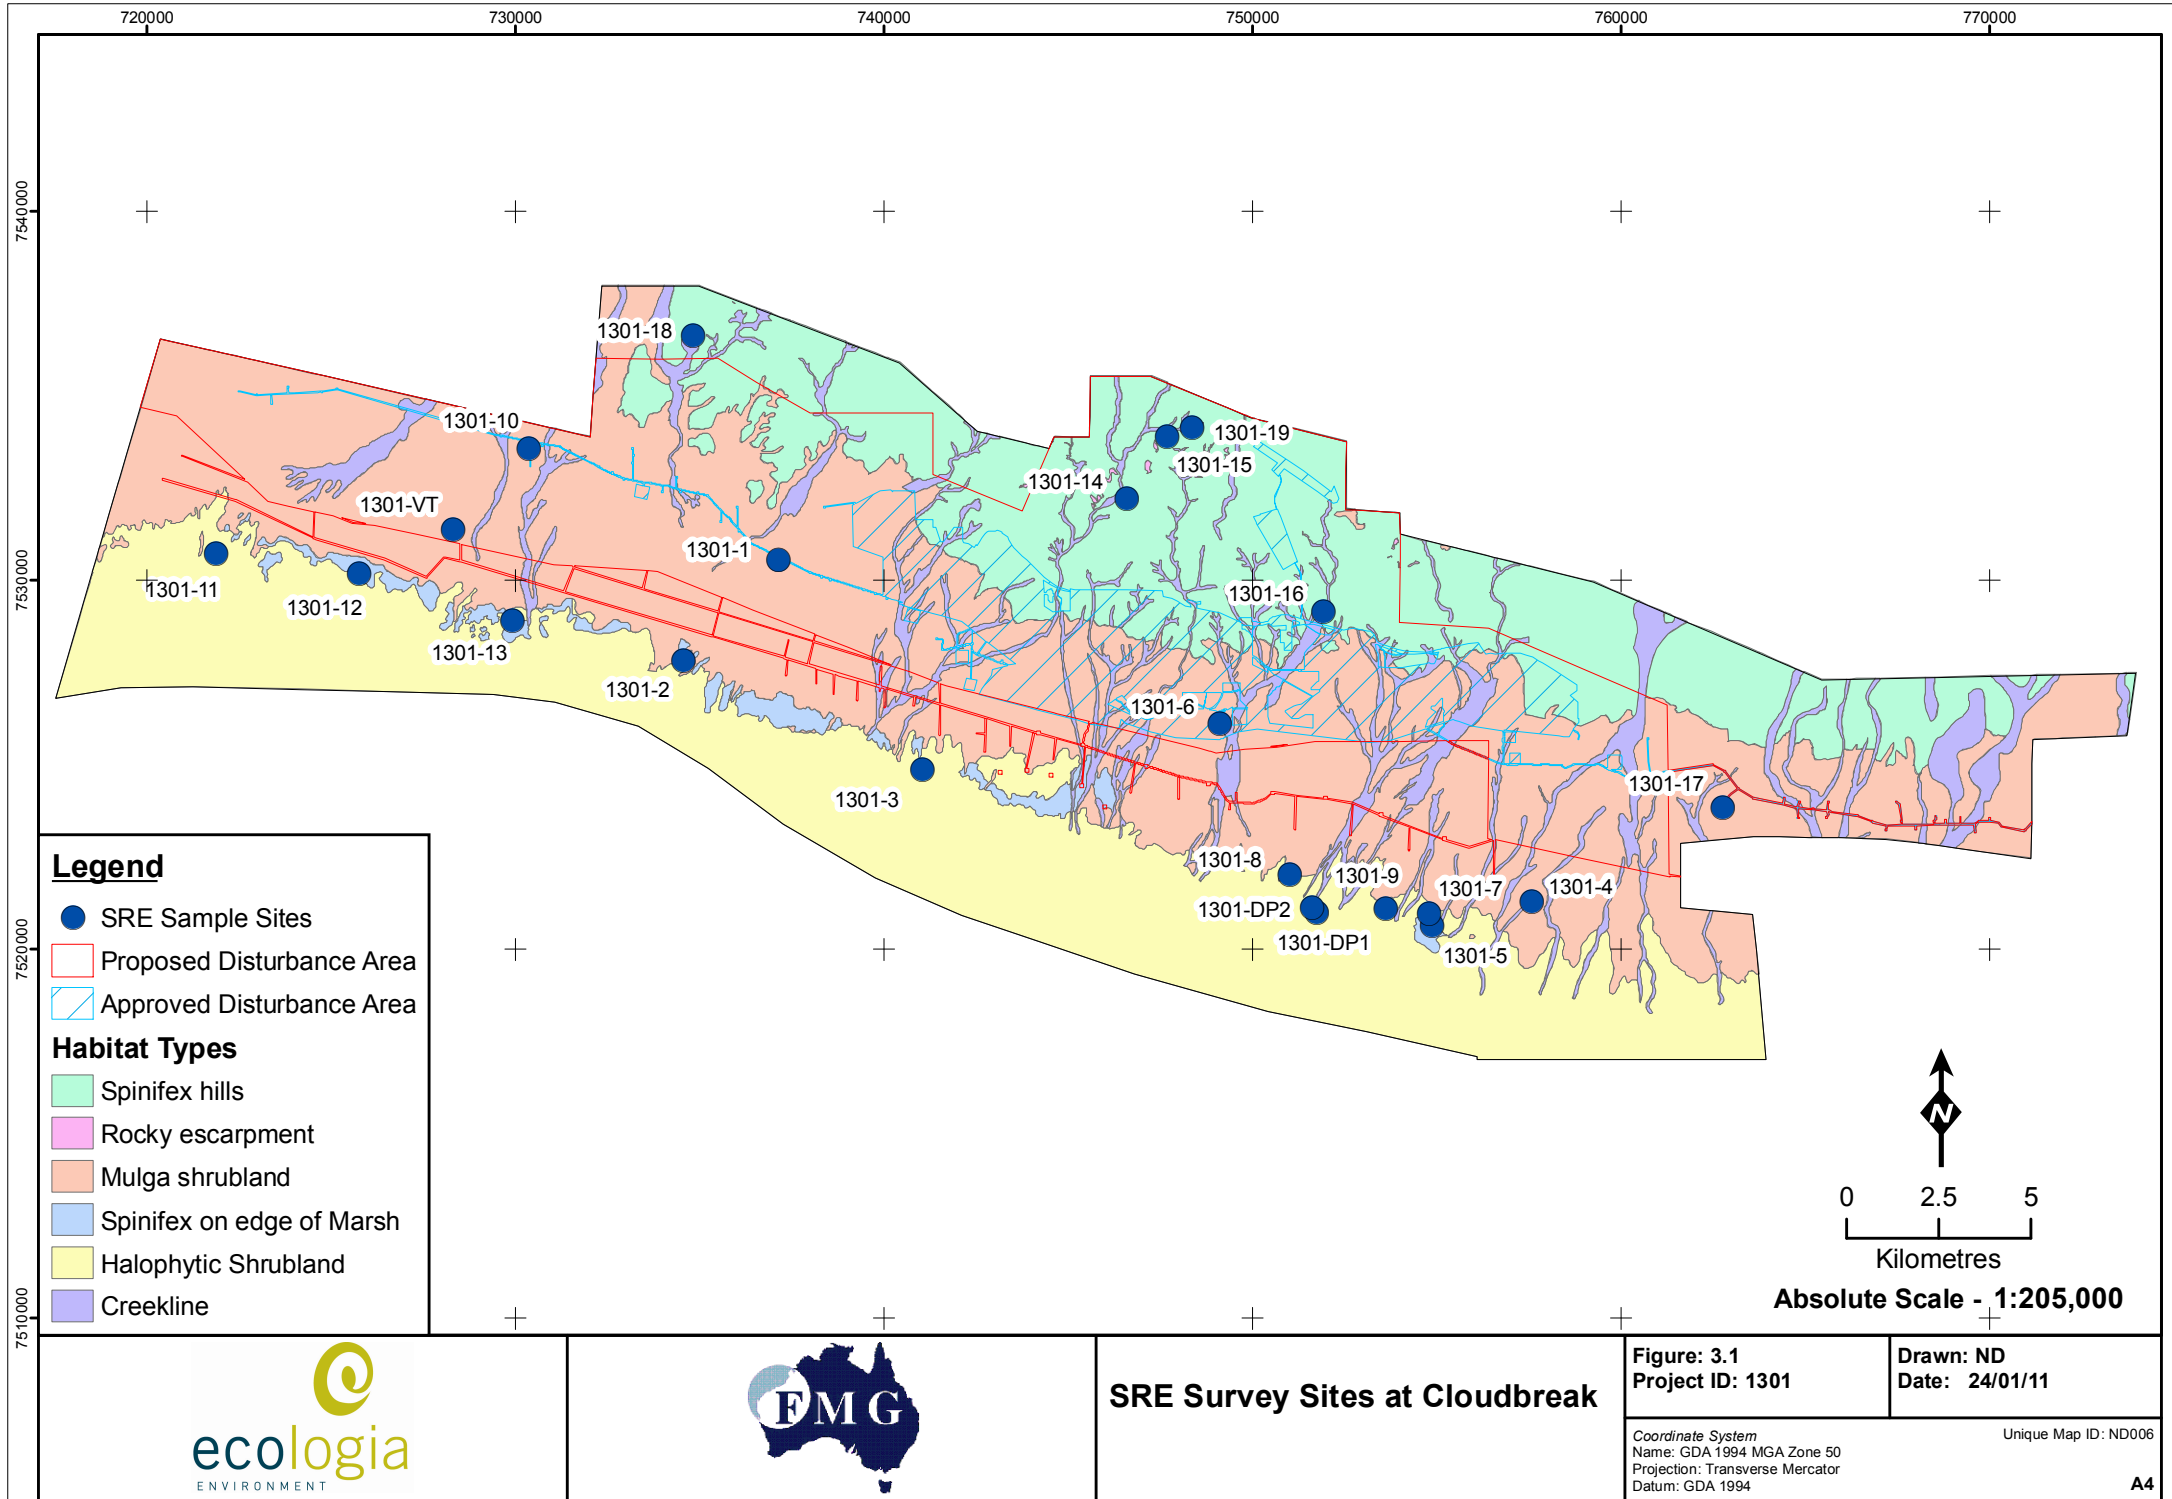 720000 730000 740000 750000 760000 770000
7540000
7530000
7520000
7510000
1301-18
1301-10
1301-19
1301-15
1301-14
1301-VT
1301-1
1301-11
1301-12
1301-16
1301-13
1301-2
1301-6
1301-3
1301-17
1301-8
1301-9
1301-7
1301-4
1301-DP2
1301-DP1
1301-5
Legend
SRE Sample Sites
Proposed Disturbance Area
Approved Disturbance Area
Habitat Types
Spinifex hills
Rocky escarpment
Mulga shrubland
Spinifex on edge of Marsh
Halophytic Shrubland
Creekline
N
0 2.5 5
Kilometres
Absolute Scale - 1:205,000
ecologia
ENVIRONMENT
FMG
SRE Survey Sites at Cloudbreak
Figure: 3.1
Project ID: 1301
Drawn: ND
Date: 24/01/11
Coordinate System
Name: GDA 1994 MGA Zone 50
Projection: Transverse Mercator
Datum: GDA 1994
Unique Map ID: ND006
A4